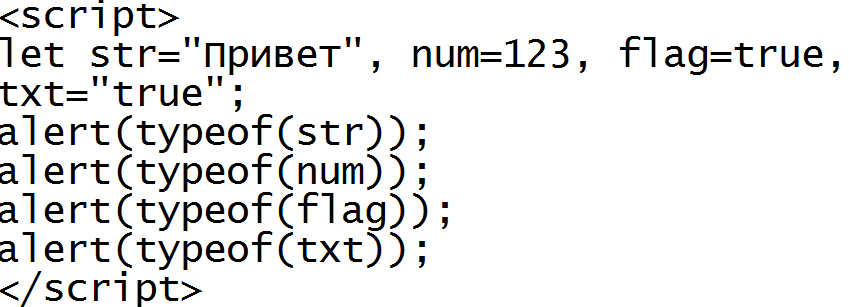 <script>
let str="Привет", num=123, flag=true,
txt="true";
alert(typeof(str));
alert(typeof(num));
alert(typeof(flag));
alert(typeof(txt));
</script>